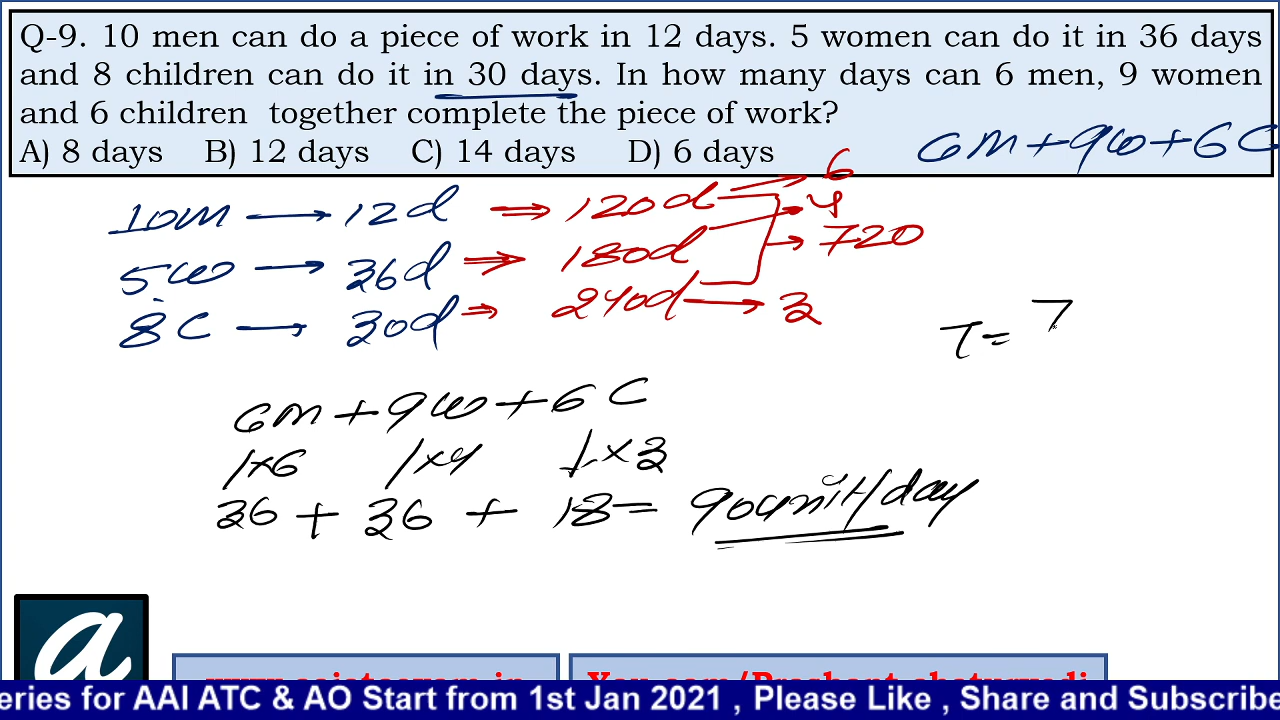 Q-9. 10 men can do a piece of work in 12 days. 5 women can do it in 36 days
and 8 children can do it in 30 days. In how many days can 6 men, 9 women
and 6 children together complete the piece of work?
A) 8 days B) 12 days C) 14 days D) 6 days
6M+9W+6C
10M → 12d ⇒ 120d → 6
5W → 36d ⇒ 180d → 4
→ 720
8C → 30d ⇒ 240d → 3
T = 7
6M+9W+6C
1×6 1×4 1×3
36 + 36 + 18 = 90unit/day
a
eries for AAI ATC & AO Start from 1st Jan 2021 , Please Like , Share and Subscribe